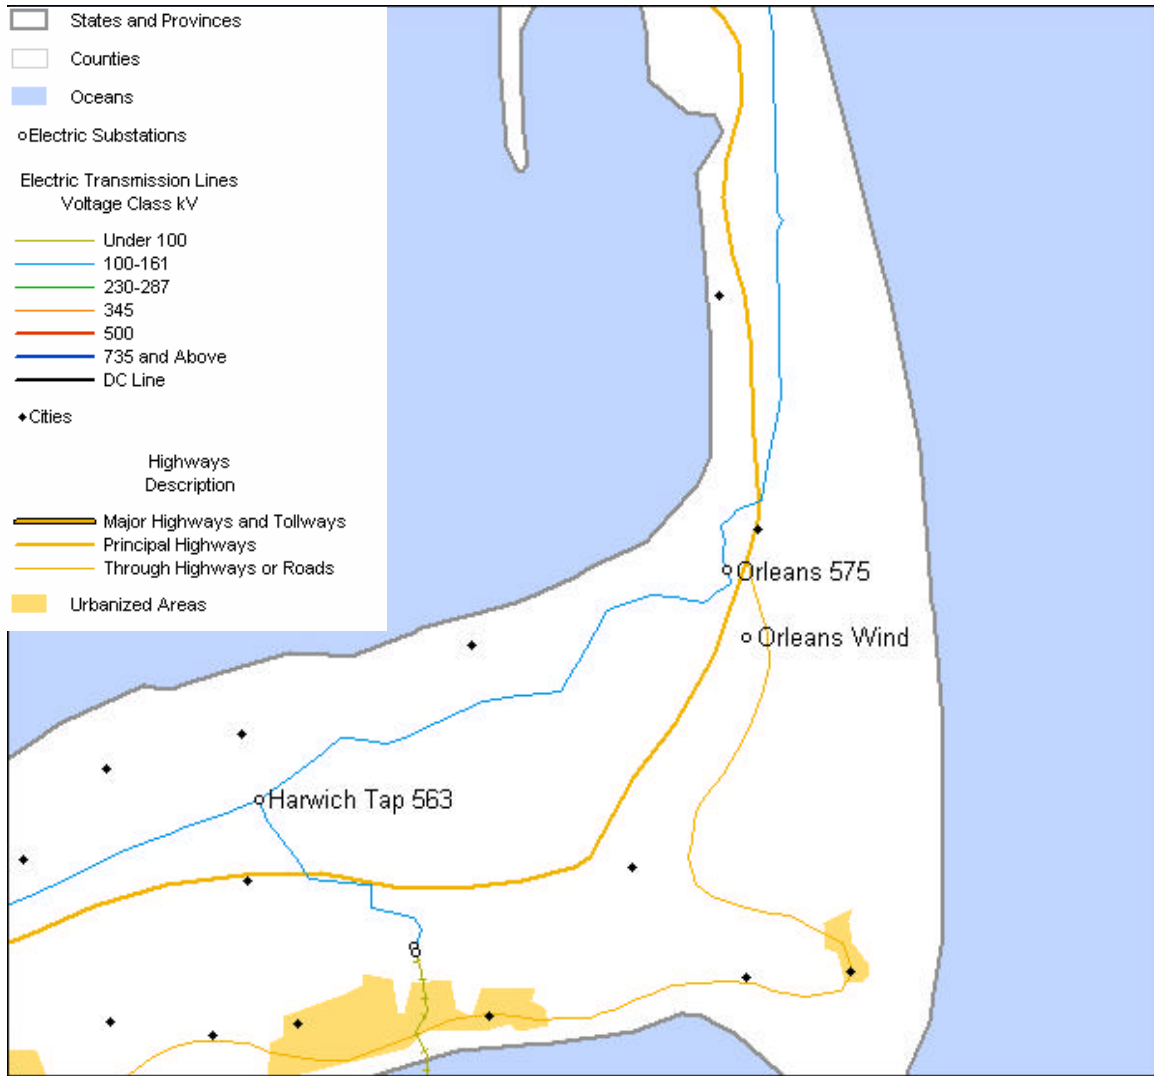 States and Provinces
Counties
Oceans
Electric Substations
Electric Transmission Lines
Voltage Class kV
Under 100
100-161
230-287
345
500
735 and Above
DC Line
Cities
Highways
Description
Major Highways and Tollways
Principal Highways
Through Highways or Roads
Urbanized Areas
Orleans 575
Orleans Wind
Harwich Tap 563